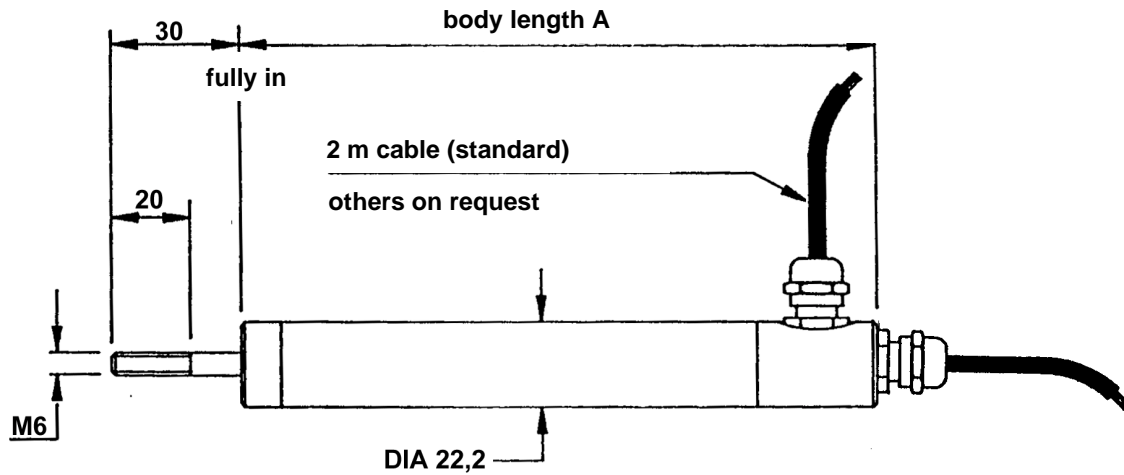 30
body length A
fully in
2 m cable (standard)
others on request
20
M6
DIA 22,2